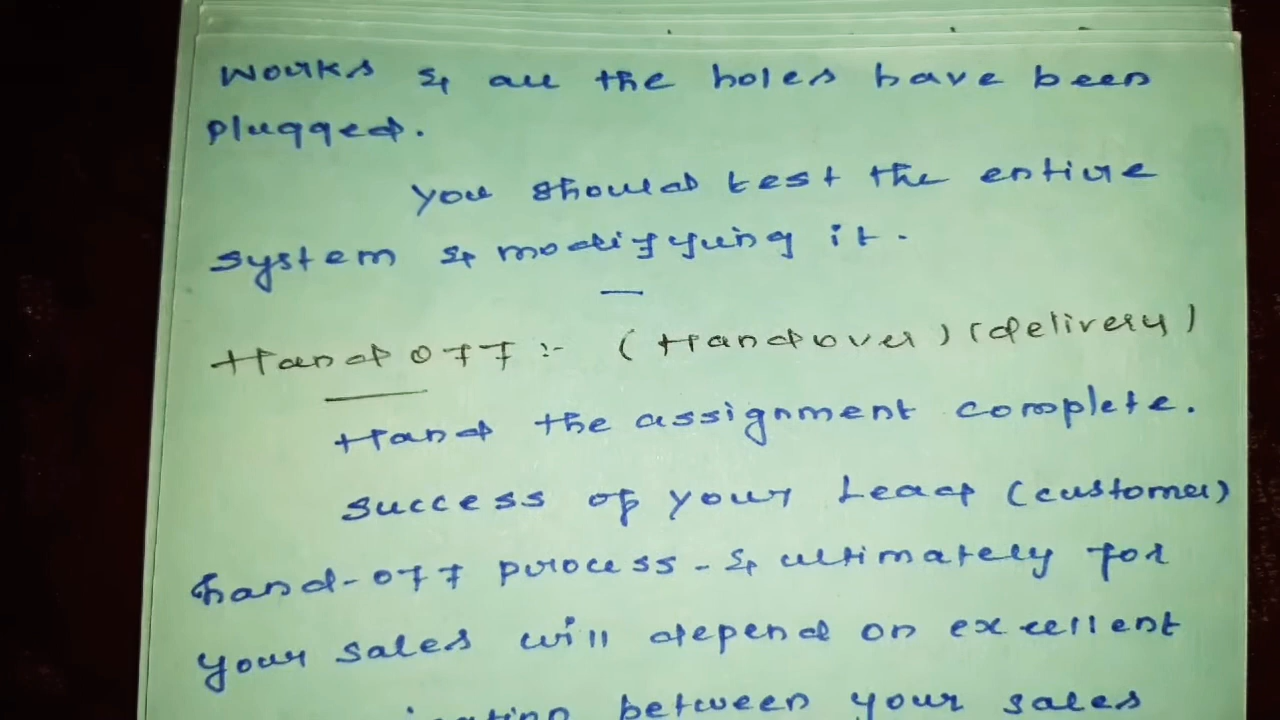 works & all the holes have been
plugged.
you should test the entire
system & modifying it.
Hand off :- (Handover) (delivery)
Hand the assignment complete.
success of your Lead (customer)
hand-off process - & ultimately for
your sales will depend on excellent
between your sales